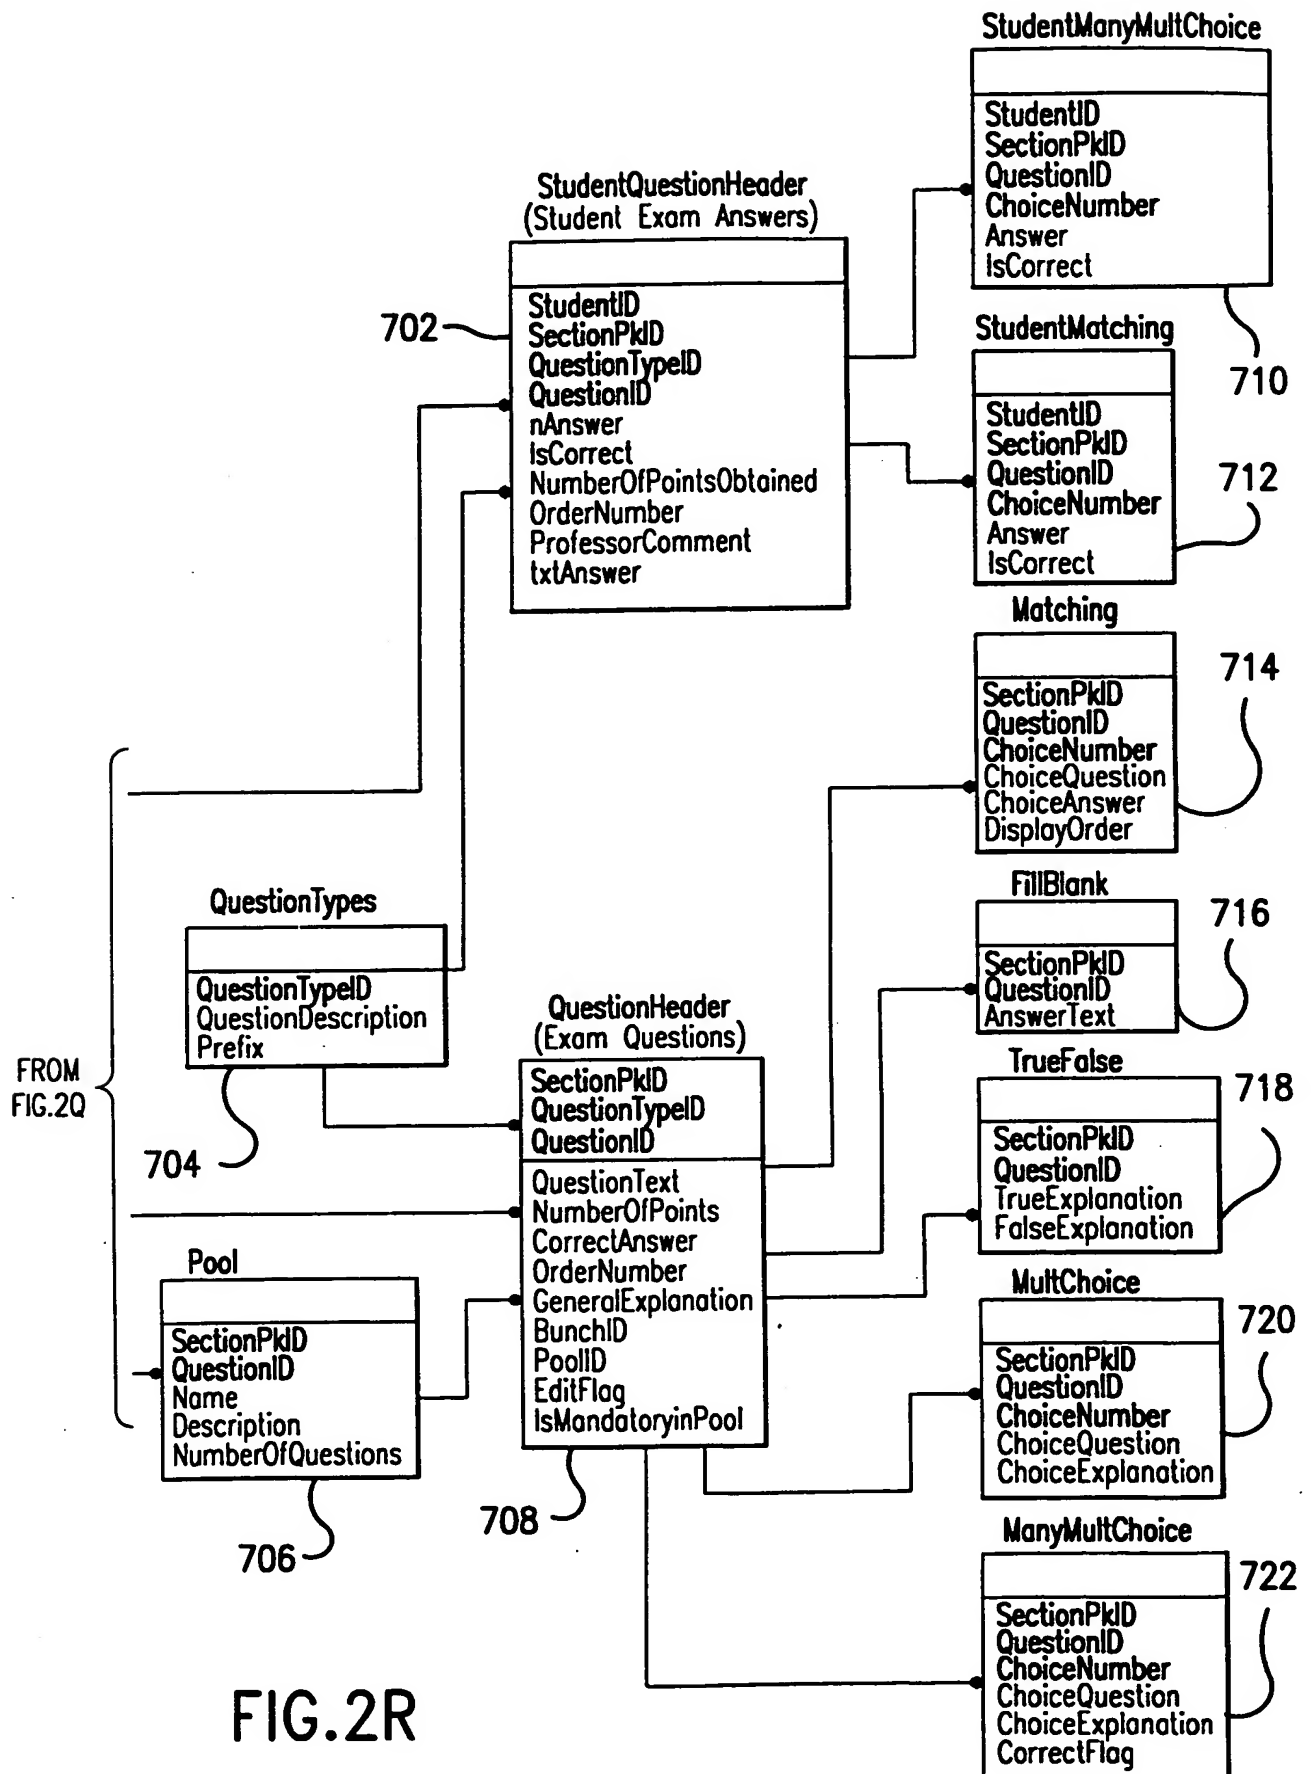 StudentManyMultChoice
StudentID
SectionPkID
QuestionID
ChoiceNumber
Answer
IsCorrect
710
StudentQuestionHeader
(Student Exam Answers)
702
StudentID
SectionPkID
QuestionTypeID
QuestionID
nAnswer
IsCorrect
NumberOfPointsObtained
OrderNumber
ProfessorComment
txtAnswer
StudentMatching
StudentID
SectionPkID
QuestionID
ChoiceNumber
Answer
IsCorrect
712
Matching
SectionPkID
QuestionID
ChoiceNumber
ChoiceQuestion
ChoiceAnswer
DisplayOrder
714
FROM
FIG.2Q
QuestionTypes
QuestionTypeID
QuestionDescription
Prefix
704
FillBlank
SectionPkID
QuestionID
AnswerText
716
QuestionHeader
(Exam Questions)
SectionPkID
QuestionTypeID
QuestionID
QuestionText
NumberOfPoints
CorrectAnswer
OrderNumber
GeneralExplanation
BunchID
PoolID
EditFlag
IsMandatoryinPool
708
TrueFalse
SectionPkID
QuestionID
TrueExplanation
FalseExplanation
718
Pool
SectionPkID
QuestionID
Name
Description
NumberOfQuestions
706
MultChoice
SectionPkID
QuestionID
ChoiceNumber
ChoiceQuestion
ChoiceExplanation
720
ManyMultChoice
SectionPkID
QuestionID
ChoiceNumber
ChoiceQuestion
ChoiceExplanation
CorrectFlag
722
FIG.2R